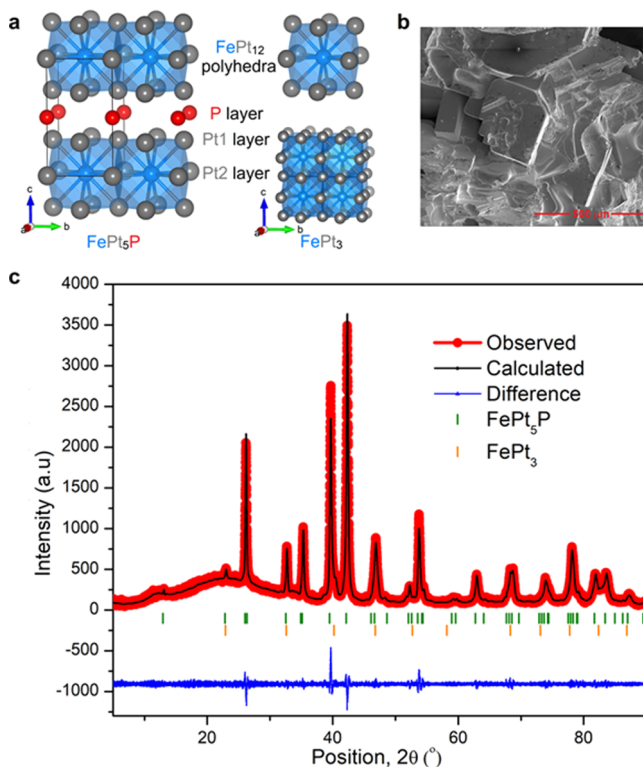 a
FePt12
polyhedra
P layer
Pt1 layer
Pt2 layer
c
b
a
FePt5P
c
b
a
FePt3
b
c
4000
3500
3000
2500
2000
1500
1000
500
0
-500
-1000
Intensity (a.u)
Observed
Calculated
Difference
FePt5P
FePt3
20
40
60
80
Position, 2θ (°)